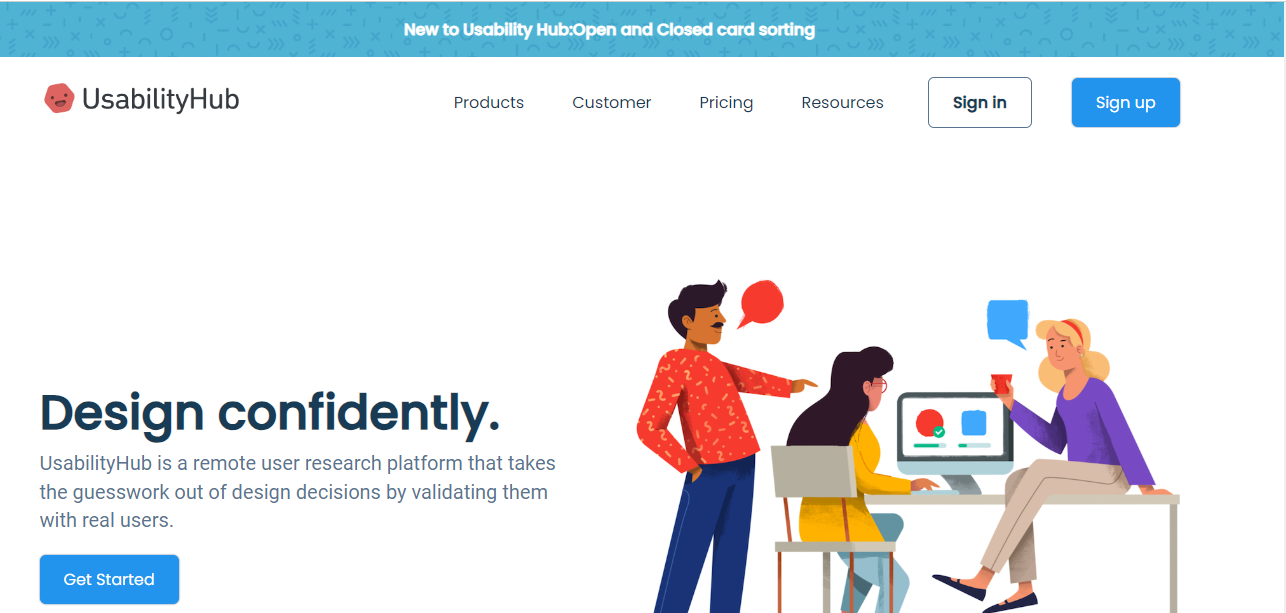 New to Usability Hub:Open and Closed card sorting
UsabilityHub
Products
Customer
Pricing
Resources
Sign in
Sign up
Design confidently.
UsabilityHub is a remote user research platform that takes
the guesswork out of design decisions by validating them
with real users.
Get Started